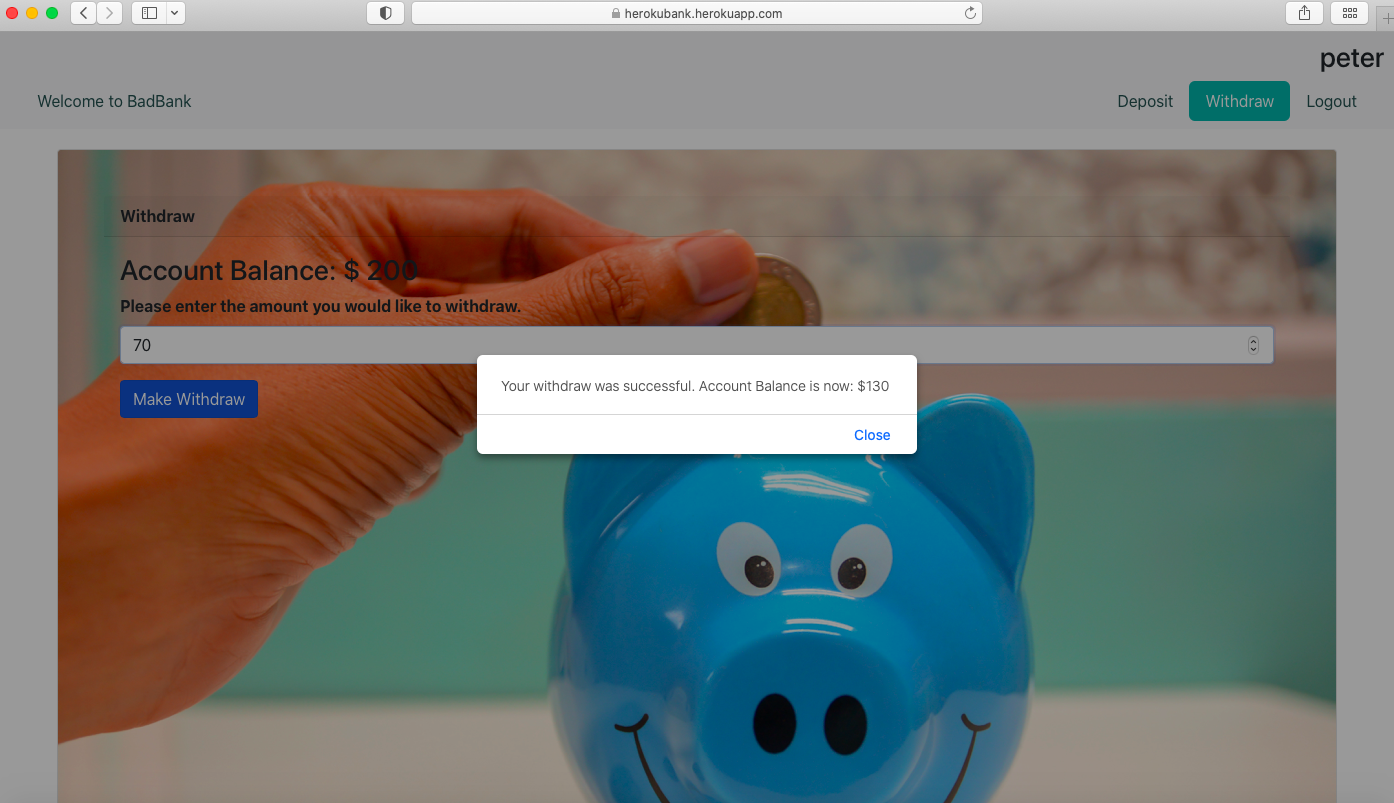 herokubank.herokuapp.com
peter
Welcome to BadBank
Deposit Withdraw Logout
Withdraw
Account Balance: $ 200
Please enter the amount you would like to withdraw.
70
Make Withdraw
Your withdraw was successful. Account Balance is now: $130
Close